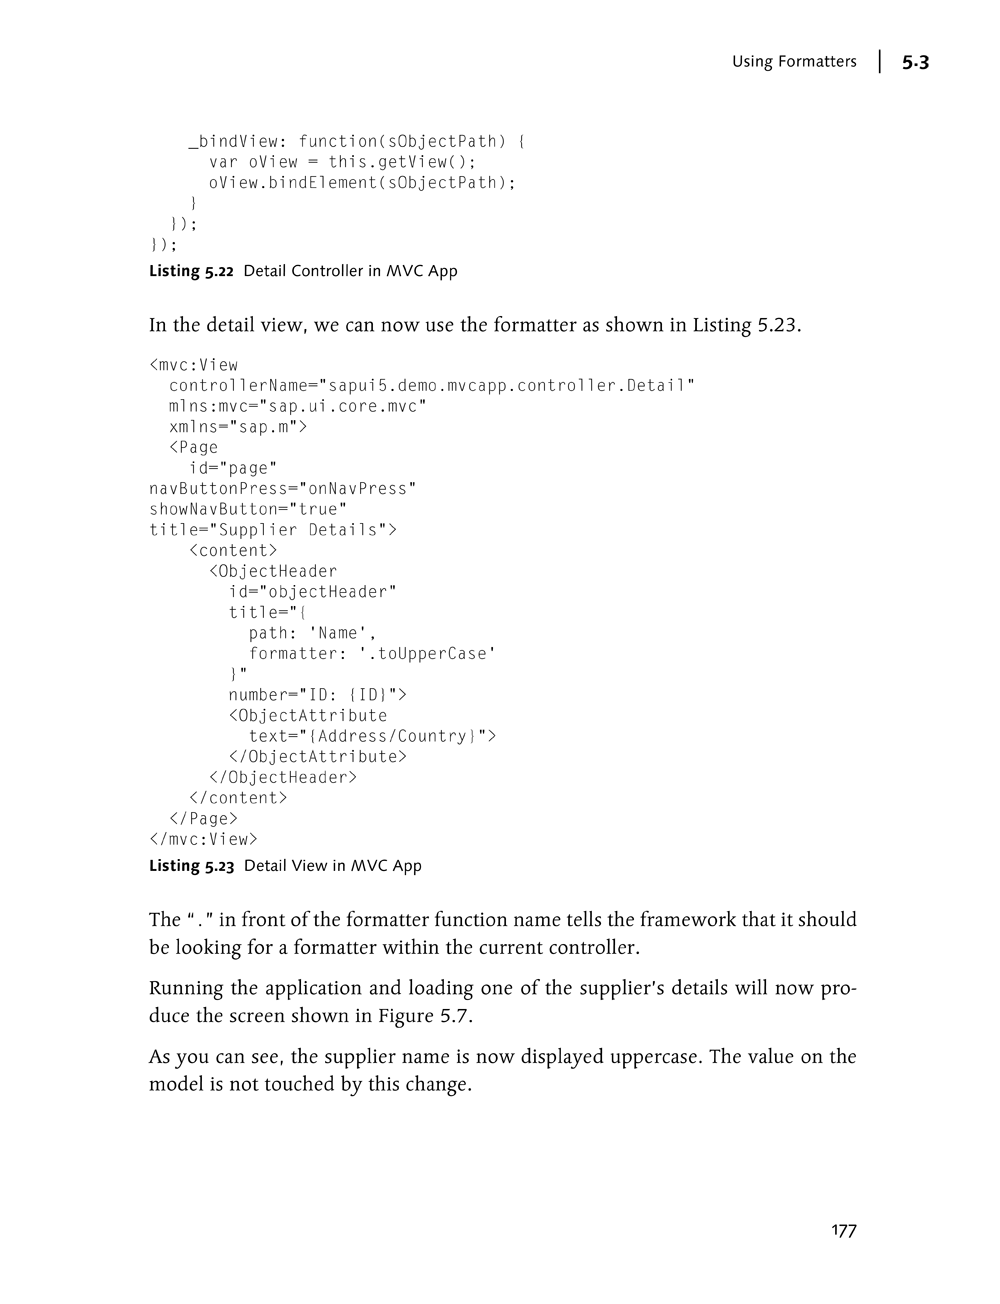 Using Formatters | 5.3
_bindView: function(sObjectPath) {
var oView = this.getView();
oView.bindElement(sObjectPath);
}
});
});
Listing 5.22 Detail Controller in MVC App
In the detail view, we can now use the formatter as shown in Listing 5.23.
<mvc:View
controllerName="sapui5.demo.mvcapp.controller.Detail"
mlns:mvc="sap.ui.core.mvc"
xmlns="sap.m">
<Page
id="page"
navButtonPress="onNavPress"
showNavButton="true"
title="Supplier Details">
<content>
<ObjectHeader
id="objectHeader"
title="{
path: 'Name',
formatter: '.toUpperCase'
}"
number="ID: {ID}">
<ObjectAttribute
text="{Address/Country}">
</ObjectAttribute>
</ObjectHeader>
</content>
</Page>
</mvc:View>
Listing 5.23 Detail View in MVC App
The “.” in front of the formatter function name tells the framework that it should
be looking for a formatter within the current controller.
Running the application and loading one of the supplier’s details will now pro-
duce the screen shown in Figure 5.7.
As you can see, the supplier name is now displayed uppercase. The value on the
model is not touched by this change.
177